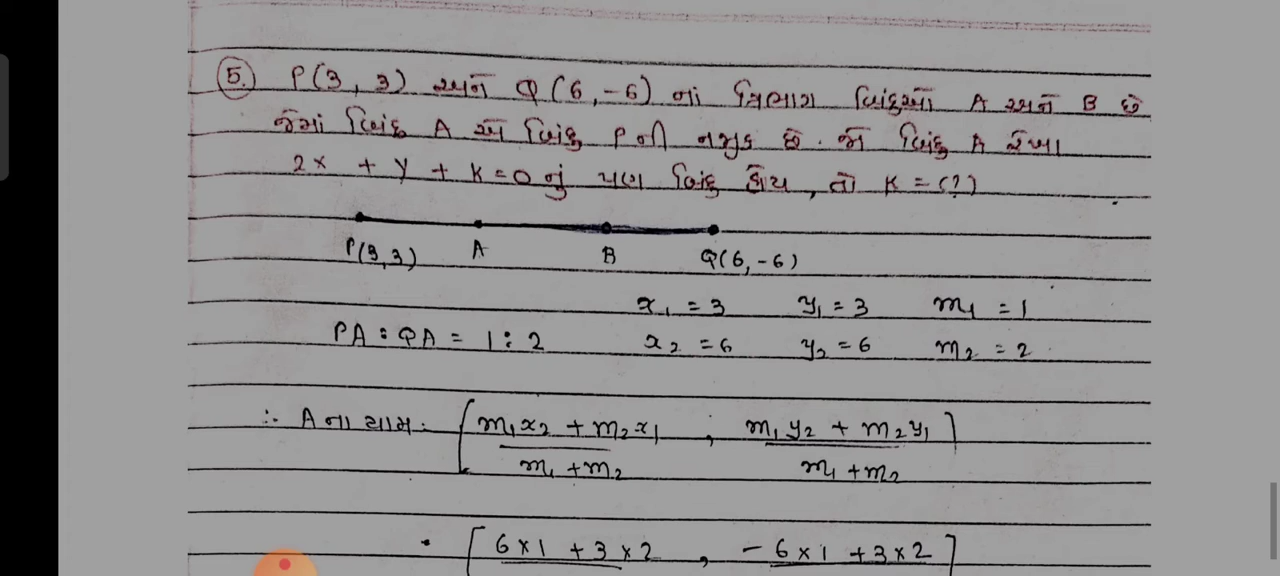 5. P(3, 3) અને Q(6, -6) નાં ત્રિભાગ બિંદુઓ A અને B છે
જેમાં બિંદુ A એ બિંદુ P ની નજીક છે. જો બિંદુ A રેખા
2x + y + K = 0 નું પણ બિંદુ હોય, તો K = (?)
P(3,3) A B Q(6,-6)
x₁ = 3 y₁ = 3 m₁ = 1
PA : QA = 1 : 2 x₂ = 6 y₂ = 6 m₂ = 2
∴ A ના યામ. [ m₁x₂ + m₂x₁ , m₁y₂ + m₂y₁ ]
m₁ + m₂ m₁ + m₂
[ 6 × 1 + 3 × 2 , - 6 × 1 + 3 × 2 ]